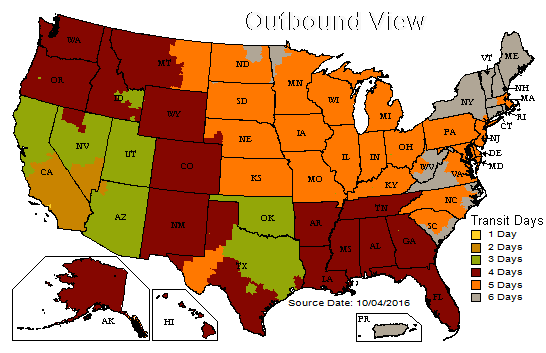 Outbound View
WA
OR
MT
ID
WY
ND
SD
NE
KS
MN
IA
MO
WI
IL
MI
IN
OH
KY
TN
NV
UT
CO
CA
AZ
NM
OK
TX
AR
LA
MS
AL
GA
FL
SC
NC
VA
WV
PA
NY
VT
ME
NH
MA
RI
CT
NJ
DE
MD
AK
HI
PR
Transit Days
1 Day
2 Days
3 Days
4 Days
5 Days
6 Days
Source Date: 10/04/2016